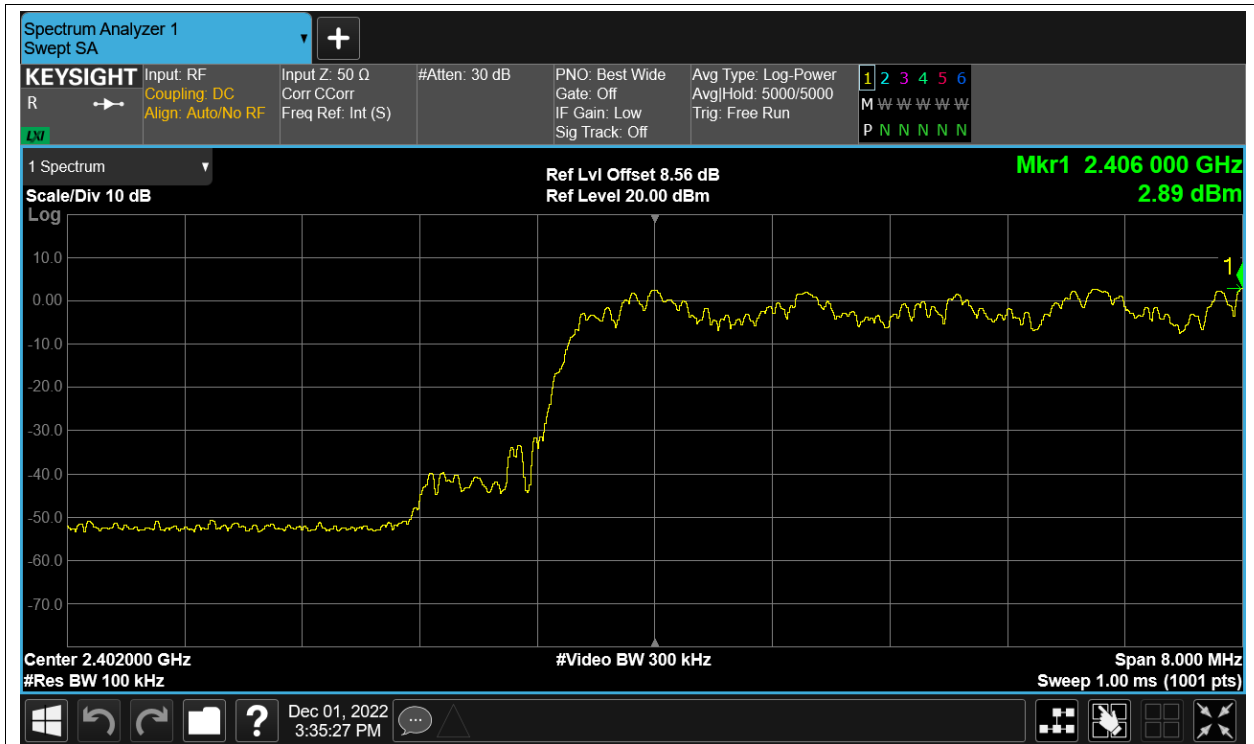 Spectrum Analyzer 1
Swept SA
KEYSIGHT
R
LXI
Input: RF
Coupling: DC
Align: Auto/No RF
Input Z: 50 Ω
Corr CCorr
Freq Ref: Int (S)
#Atten: 30 dB
PNO: Best Wide
Gate: Off
IF Gain: Low
Sig Track: Off
Avg Type: Log-Power
Avg|Hold: 5000/5000
Trig: Free Run
1 2 3 4 5 6
M W W W W W
P N N N N N
1 Spectrum
Scale/Div 10 dB
Log
Ref Lvl Offset 8.56 dB
Ref Level 20.00 dBm
Mkr1 2.406 000 GHz
2.89 dBm
10.0
1
0.00
-10.0
-20.0
-30.0
-40.0
-50.0
-60.0
-70.0
Center 2.402000 GHz
#Res BW 100 kHz
#Video BW 300 kHz
Span 8.000 MHz
Sweep 1.00 ms (1001 pts)
?
Dec 01, 2022
3:35:27 PM